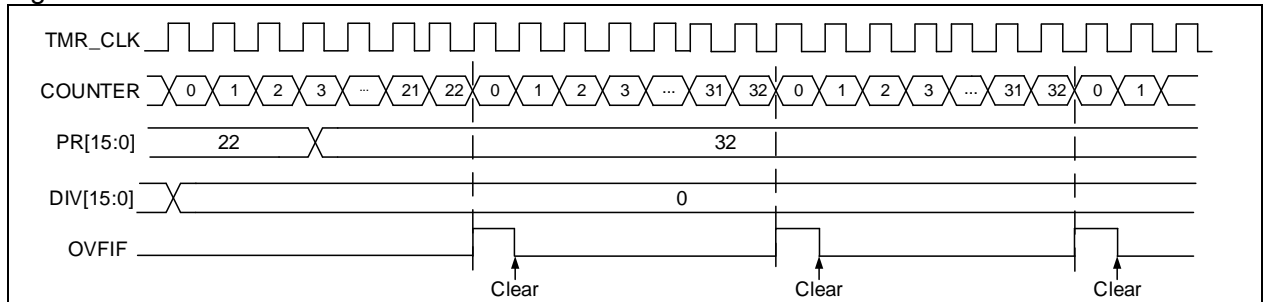 TMR_CLK
COUNTER 0 1 2 3 ... 21 22 0 1 2 3 ... 31 32 0 1 2 3 ... 31 32 0 1
PR[15:0] 22 32
DIV[15:0] 0
OVFIF
Clear Clear Clear